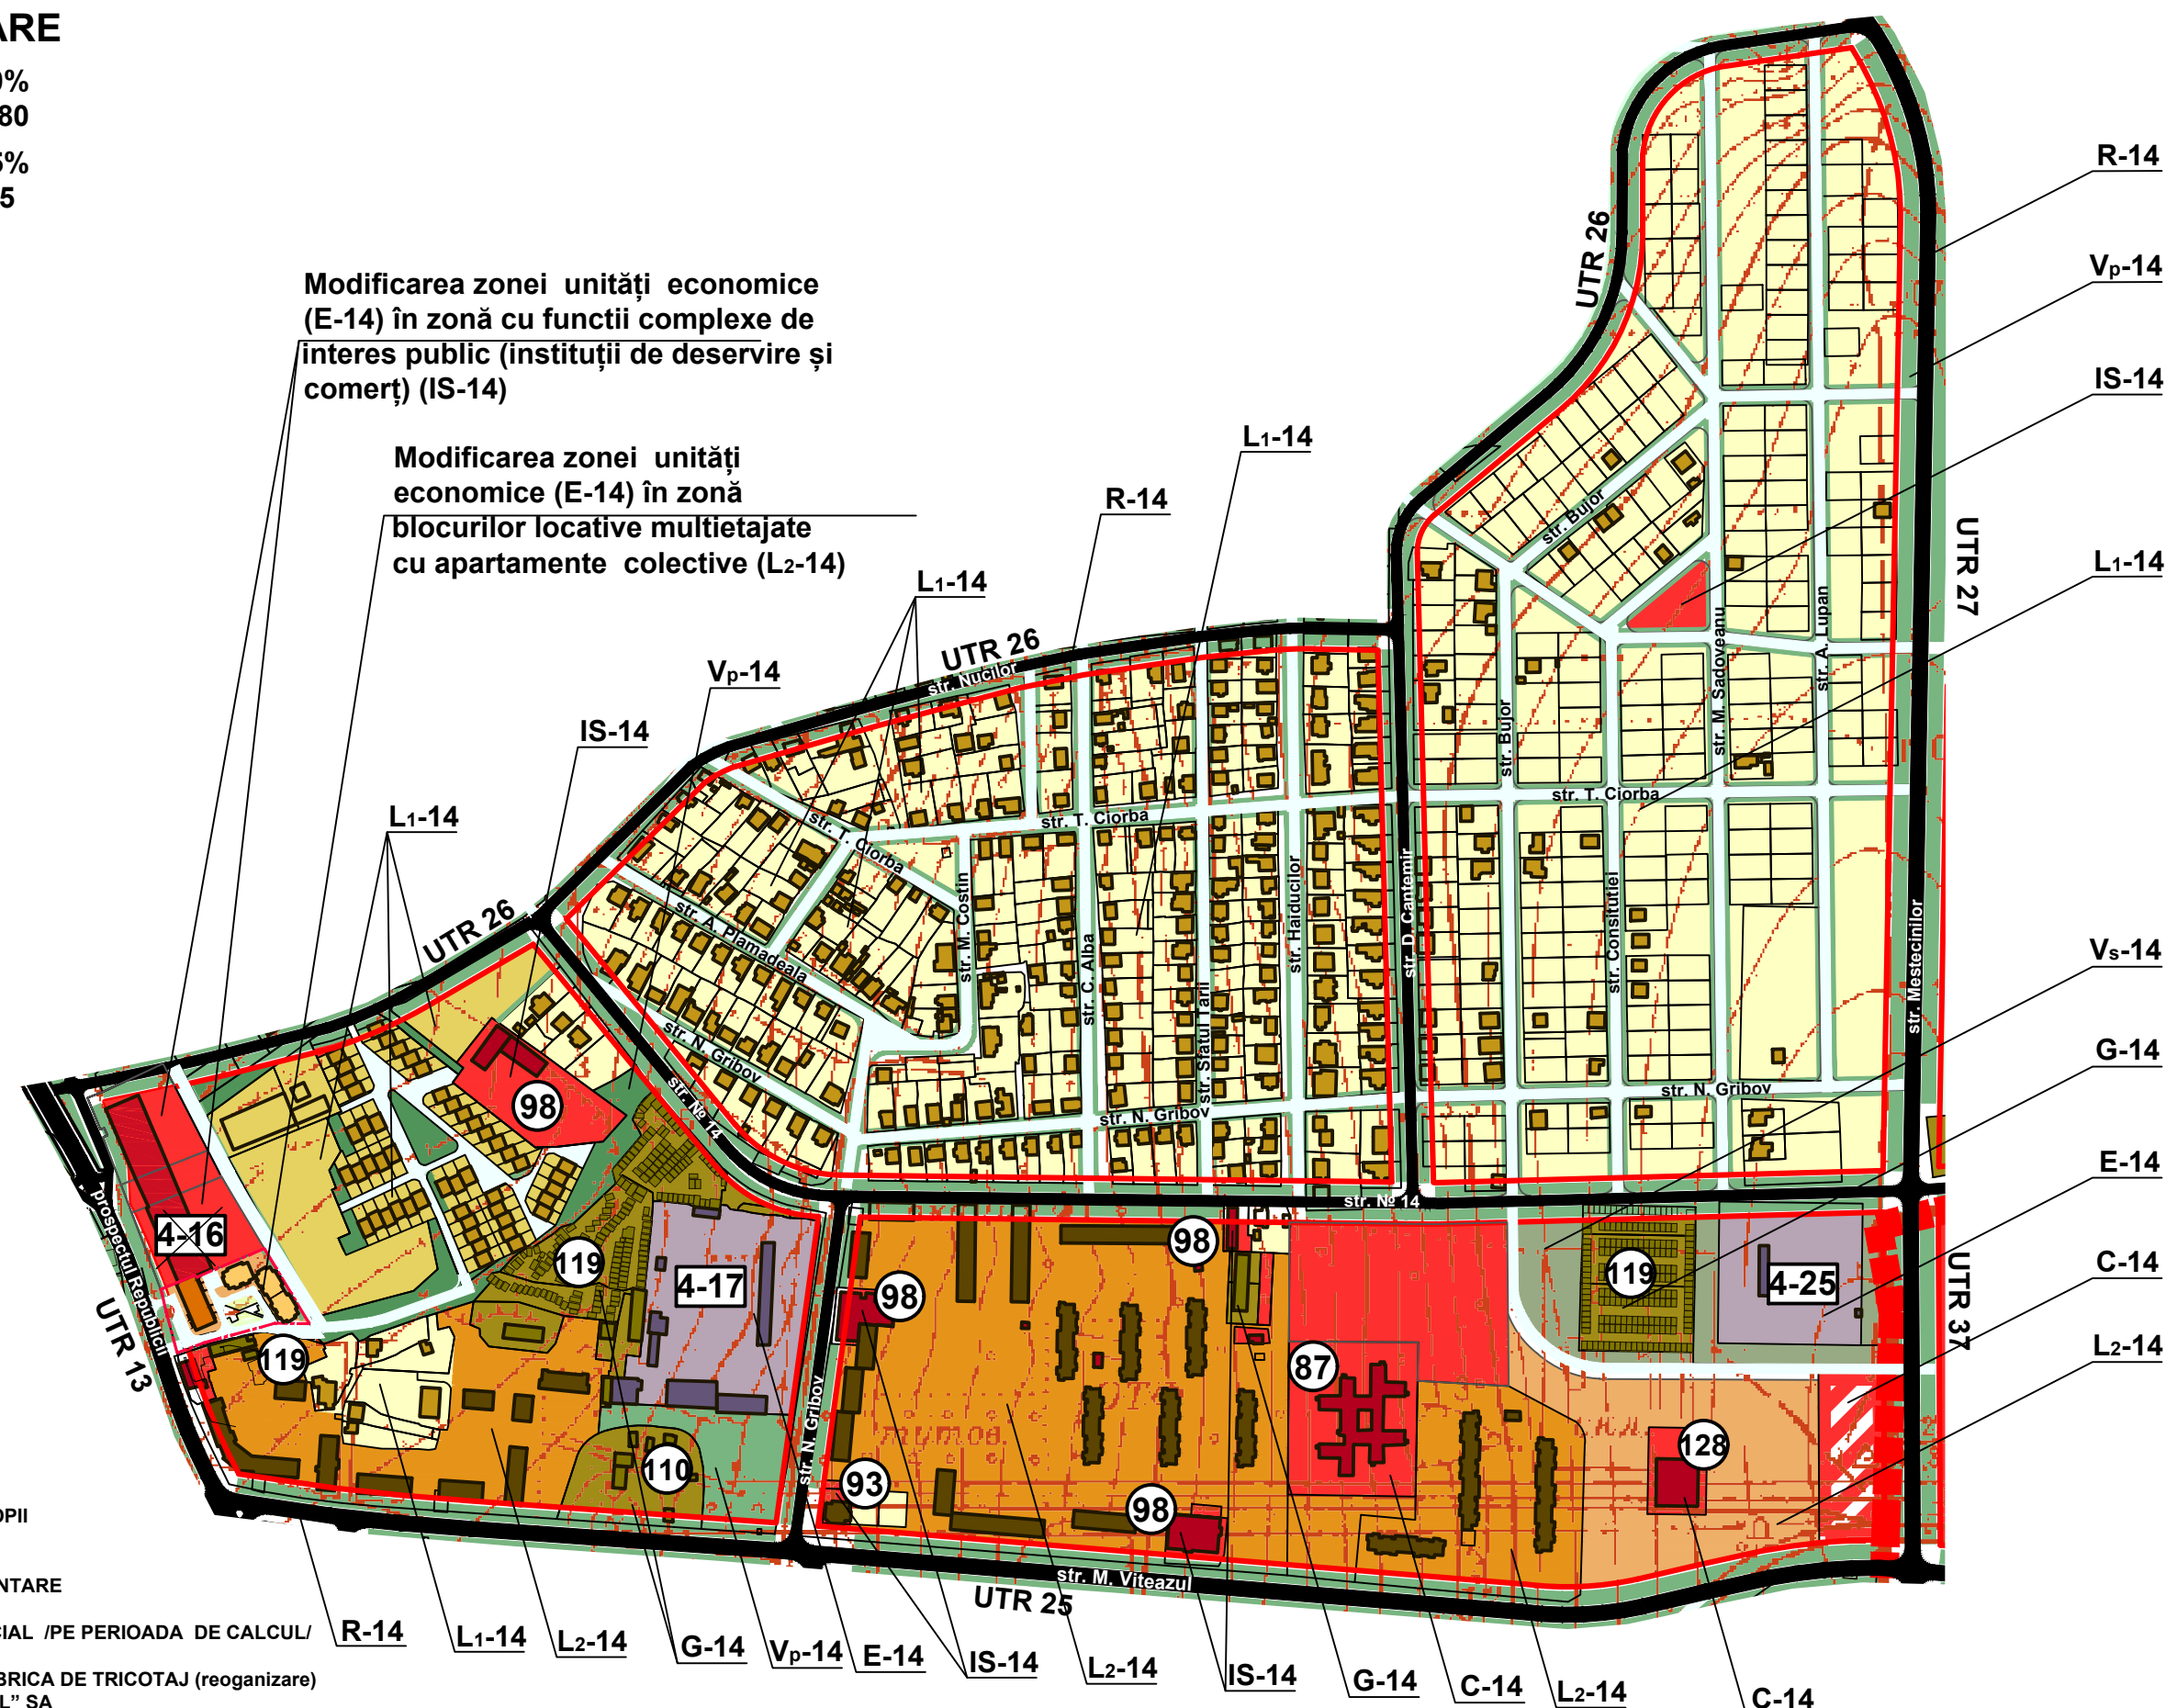 ARE
0%
80
5%
5
Modificarea zonei unități economice
(E-14) în zonă cu functii complexe de
interes public (instituții de deservire și
comerț) (IS-14)
Modificarea zonei unități
economice (E-14) în zonă
blocurilor locative multietajate
cu apartamente colective (L2-14)
R-14
Vp-14
IS-14
L1-14
Vs-14
G-14
E-14
C-14
L2-14
L1-14
R-14
L1-14
Vp-14
IS-14
L1-14
UTR 26
UTR 26
UTR 26
UTR 27
UTR 37
UTR 13
UTR 25
str. Nucilor
str. Bujor
str. Bujor
str. M. Sadoveanu
str. A. Lupan
str. T. Ciorba
str. T. Ciorba
str. T. Ciorba
str. A. Plamadeala
str. M. Costin
str. C. Alba
str. Sfatul Tarii
str. Haiducilor
str. D. Cantemir
str. Consitutiei
str. Mestecinilor
str. N. Gribov
str. N. Gribov
str. N. Gribov
str. № 14
str. № 14
str. N. Gribov
str. M. Viteazul
prospectul Republicii
98
4-16
119
4-17
119
110
98
98
93
98
87
119
4-25
128
OPII
NTARE
CIAL /PE PERIOADA DE CALCUL/
BRICA DE TRICOTAJ (reoganizare)
L” SA
R-14
L1-14
L2-14
G-14
Vp-14
E-14
IS-14
L2-14
IS-14
G-14
C-14
L2-14
C-14